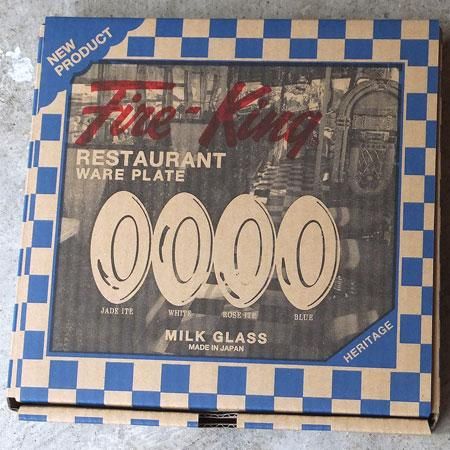 NEW
PRODUCT
Fire-King
RESTAURANT
WARE PLATE
JADE ITE WHITE ROSE ITE BLUE
MILK GLASS
MADE IN JAPAN
HERITAGE